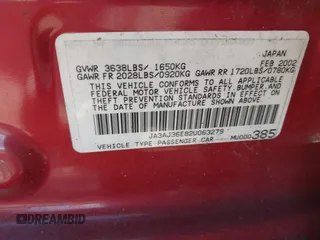 JAPAN
GVWR 3638LBS/ 1650KG FEB 2002
GAWR FR 2028LBS/0920KG GAWR RR 1720LBS/0780KG
THIS VEHICLE CONFORMS TO ALL APPLICABLE
FEDERAL MOTOR VEHICLE SAFETY, BUMPER, AND
THEFT PREVENTION STANDARDS IN EFFECT ON
THE DATE OF MANUFACTURE SHOWN ABOVE.
JA3AJ36E82U063279
VEHICLE TYPE:PASSENGER CAR MU000385
DREAMBID